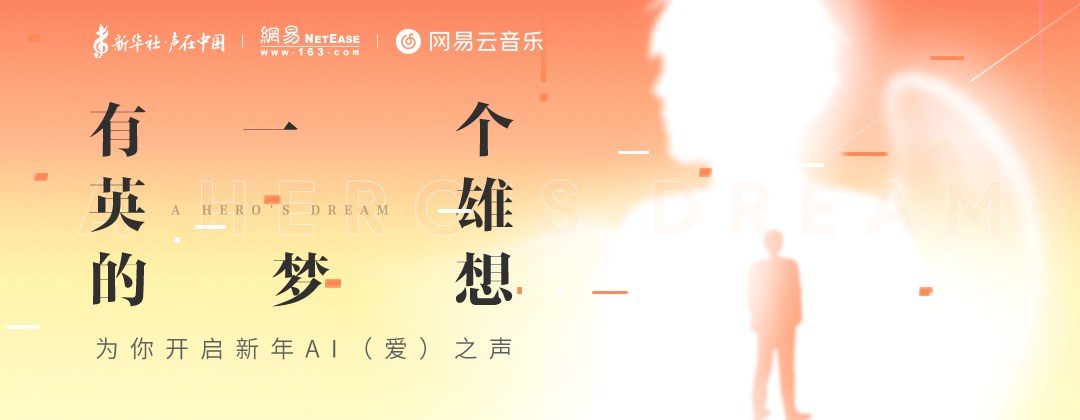 新华社·声在中国 網易 NETEASE 网易云音乐
www.163.com
有一个
英 A HERO'S DREAM 雄
A HERO'S DREAM
的梦想
为你开启新年AI（爱）之声